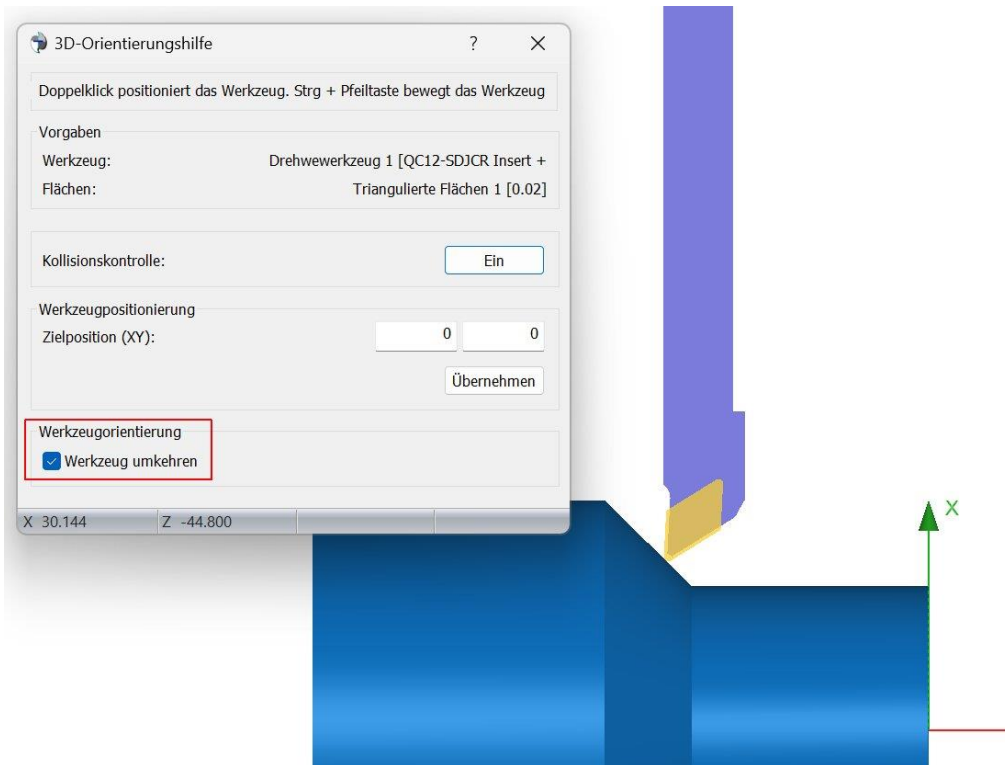 3D-Orientierungshilfe
?
Doppelklick positioniert das Werkzeug. Strg + Pfeiltaste bewegt das Werkzeug
Vorgaben
Werkzeug: Drehwewerkzeug 1 [QC12-SDJCR Insert +
Flächen: Triangulierte Flächen 1 [0.02]
Kollisionskontrolle: Ein
Werkzeugpositionierung
Zielposition (XY): 0 0
Übernehmen
Werkzeugorientierung
Werkzeug umkehren
X 30.144 Z -44.800
X